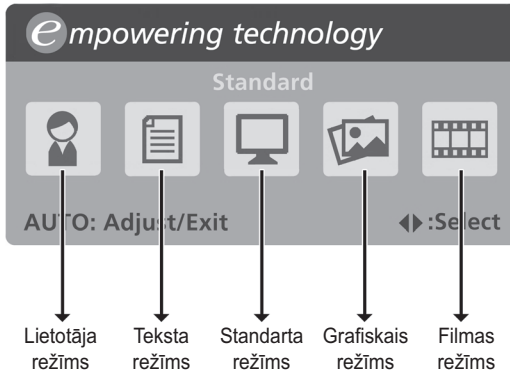 empowering technology
Standard
AUTO: Adjust/Exit ◀▶:Select
Lietotāja režīms
Teksta režīms
Standarta režīms
Grafiskais režīms
Filmas režīms